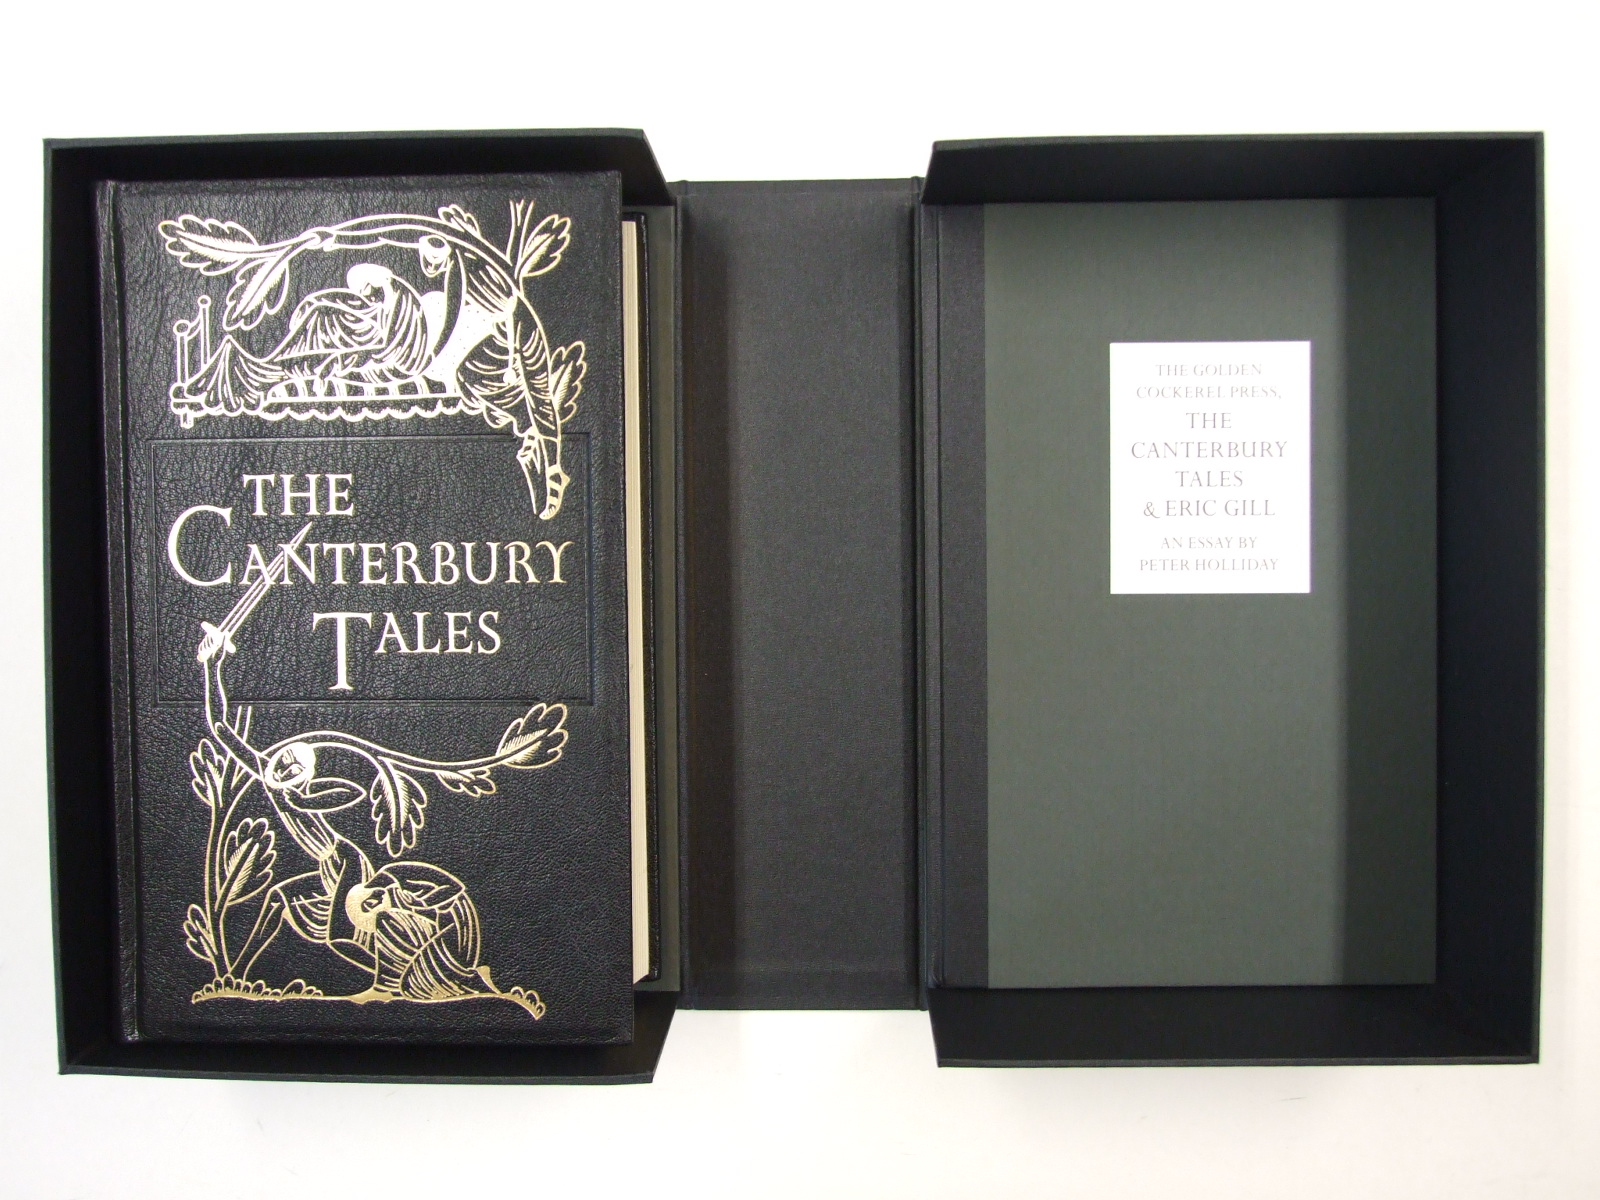 THE
CANTERBURY
TALES
THE GOLDEN
COCKEREL PRESS,
THE
CANTERBURY
TALES
& ERIC GILL
AN ESSAY BY
PETER HOLLIDAY